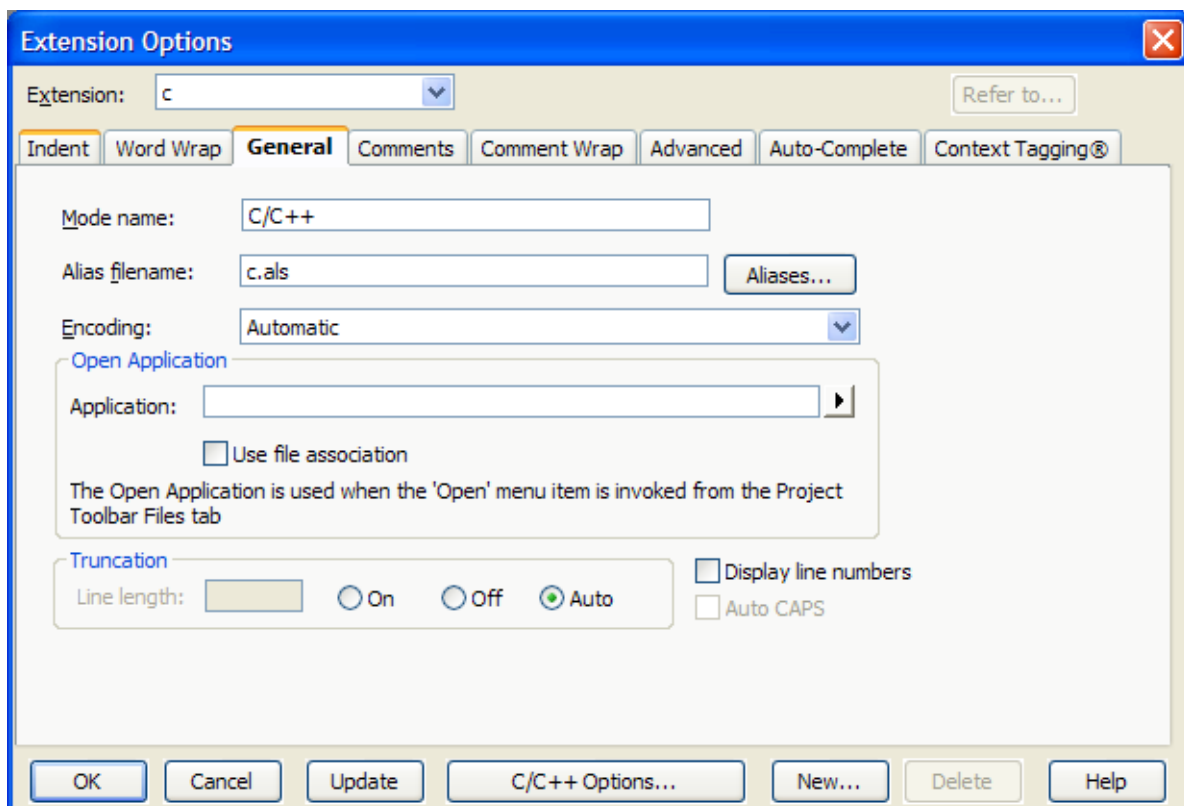 Extension Options
Extension: c Refer to...
Indent Word Wrap General Comments Comment Wrap Advanced Auto-Complete Context Tagging®
Mode name: C/C++
Alias filename: c.als Aliases...
Encoding: Automatic
Open Application
Application:
Use file association
The Open Application is used when the 'Open' menu item is invoked from the Project
Toolbar Files tab
Truncation
Line length: On Off Auto
Display line numbers
Auto CAPS
OK Cancel Update C/C++ Options... New... Delete Help